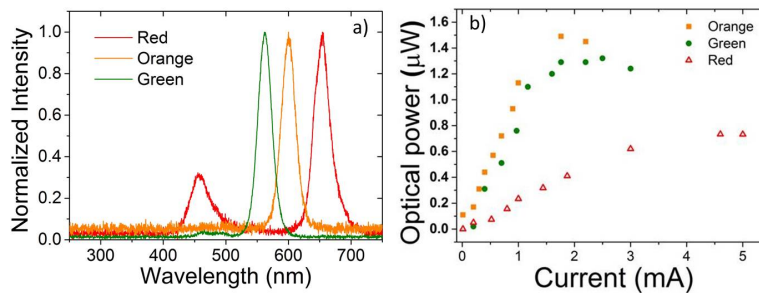 a)
Red
Orange
Green
Normalized Intensity
1.0
0.8
0.6
0.4
0.2
0.0
300 400 500 600 700
Wavelength (nm)
b)
Orange
Green
Red
Optical power (μW)
1.6
1.4
1.2
1.0
0.8
0.6
0.4
0.2
0.0
0 1 2 3 4 5
Current (mA)